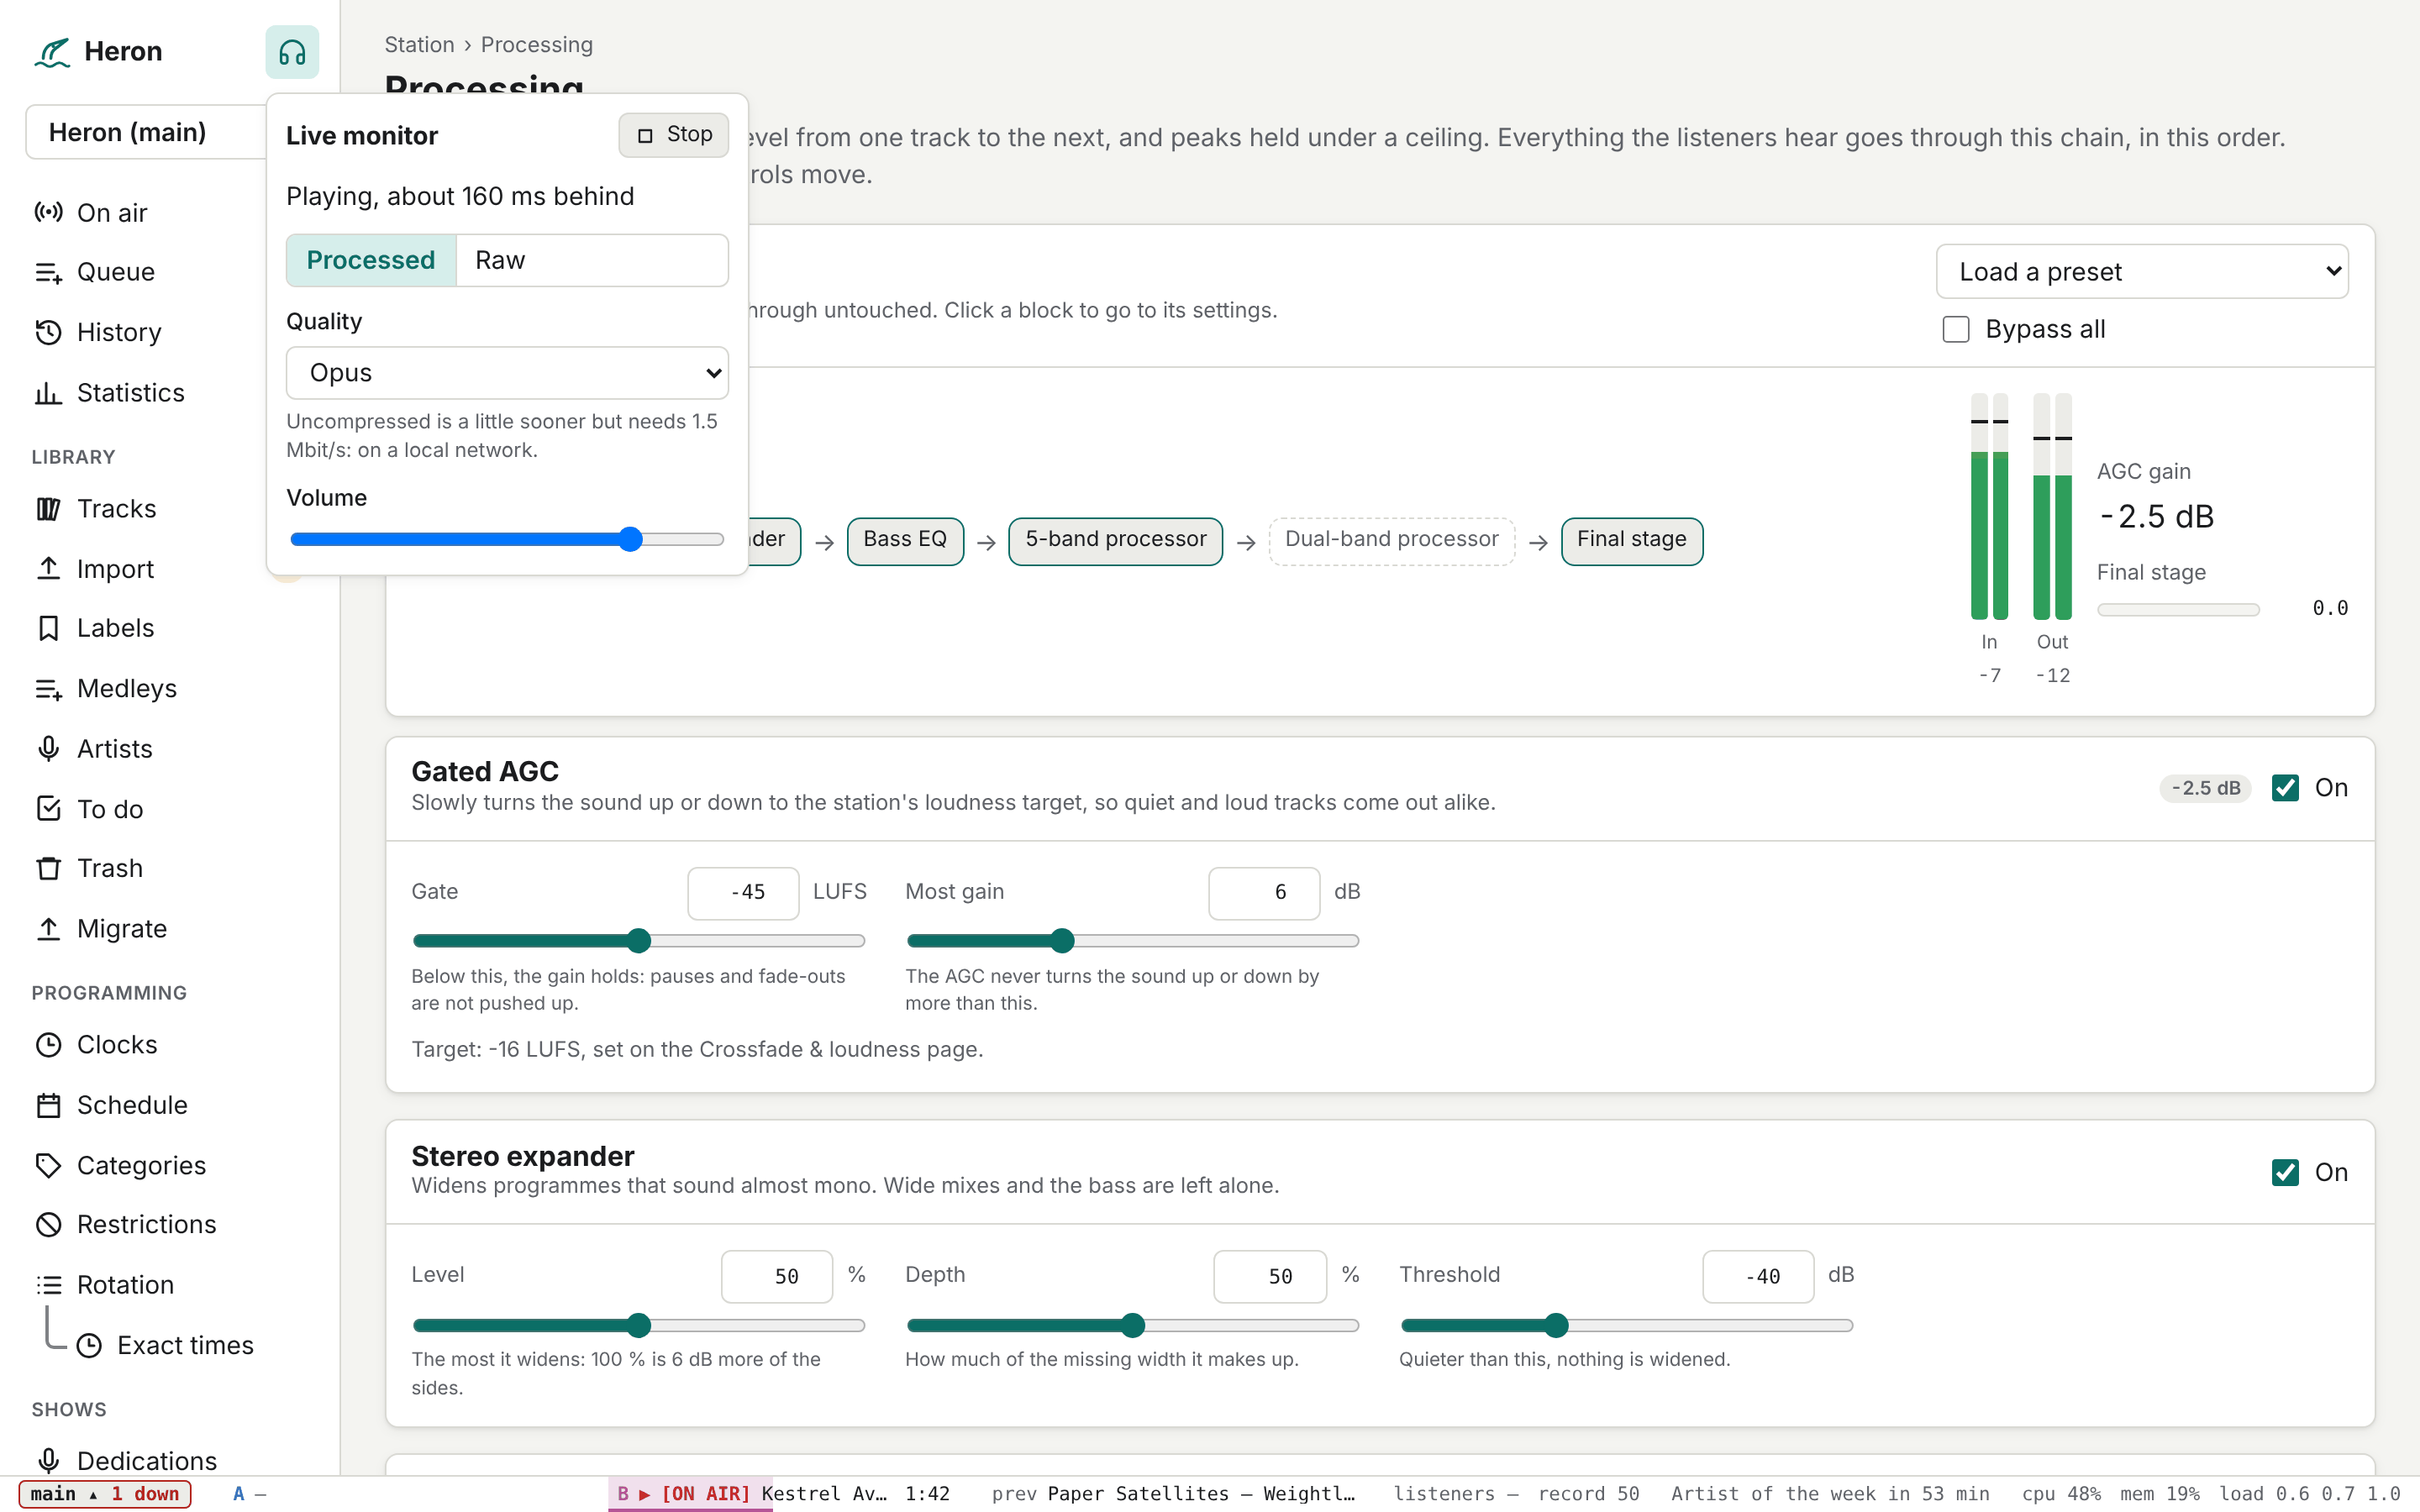 Heron
Heron (main)
On air
Queue
History
Statistics
LIBRARY
Tracks
Import
Labels
Medleys
Artists
To do
Trash
Migrate
PROGRAMMING
Clocks
Schedule
Categories
Restrictions
Rotation
Exact times
SHOWS
Dedications
Live monitor
Stop
Playing, about 160 ms behind
Processed Raw
Quality
Opus
Uncompressed is a little sooner but needs 1.5
Mbit/s: on a local network.
Volume
Station › Processing
Processing
level from one track to the next, and peaks held under a ceiling. Everything the listeners hear goes through this chain, in this order.
move.
through untouched. Click a block to go to its settings.
Load a preset
Bypass all
→ Bass EQ → 5-band processor → Dual-band processor → Final stage
AGC gain
-2.5 dB
Final stage
0.0
In Out
-7 -12
Gated AGC
Slowly turns the sound up or down to the station's loudness target, so quiet and loud tracks come out alike.
-2.5 dB On
Gate -45 LUFS
Below this, the gain holds: pauses and fade-outs
are not pushed up.
Most gain 6 dB
The AGC never turns the sound up or down by
more than this.
Target: -16 LUFS, set on the Crossfade & loudness page.
Stereo expander
Widens programmes that sound almost mono. Wide mixes and the bass are left alone.
On
Level 50 %
The most it widens: 100 % is 6 dB more of the
sides.
Depth 50 %
How much of the missing width it makes up.
Threshold -40 dB
Quieter than this, nothing is widened.
main ▴ 1 down A — B ▶ [ON AIR] Kestrel Av… 1:42 prev Paper Satellites — Weightl… listeners — record 50 Artist of the week in 53 min cpu 48% mem 19% load 0.6 0.7 1.0